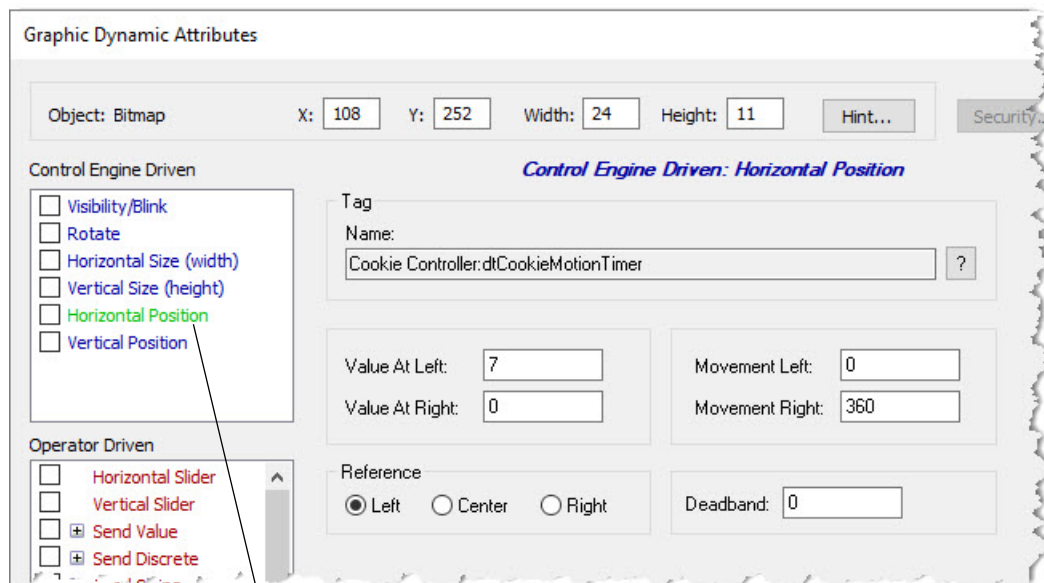 Graphic Dynamic Attributes
Object: Bitmap X: 108 Y: 252 Width: 24 Height: 11 Hint... Security..
Control Engine Driven
Control Engine Driven: Horizontal Position
Visibility/Blink
Rotate
Horizontal Size (width)
Vertical Size (height)
Horizontal Position
Vertical Position
Tag
Name:
Cookie Controller:dtCookieMotionTimer ?
Value At Left: 7
Value At Right: 0
Movement Left: 0
Movement Right: 360
Operator Driven
Horizontal Slider
Vertical Slider
Send Value
Send Discrete
Reference
Left Center Right
Deadband: 0